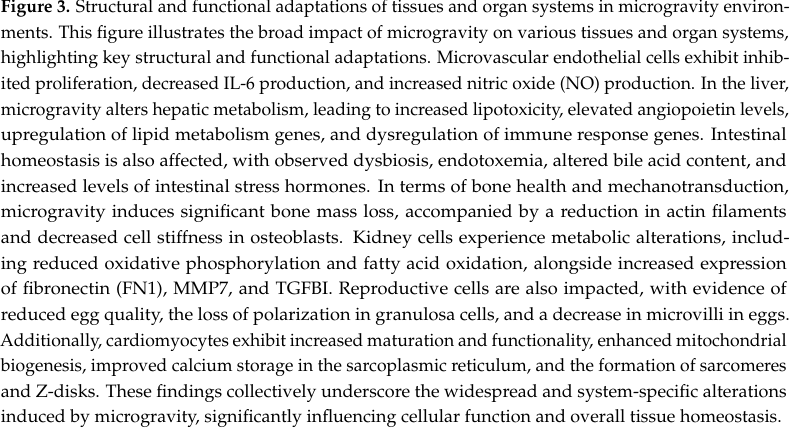 Figure 3. Structural and functional adaptations of tissues and organ systems in microgravity environ-
ments. This figure illustrates the broad impact of microgravity on various tissues and organ systems,
highlighting key structural and functional adaptations. Microvascular endothelial cells exhibit inhib-
ited proliferation, decreased IL-6 production, and increased nitric oxide (NO) production. In the liver,
microgravity alters hepatic metabolism, leading to increased lipotoxicity, elevated angiopoietin levels,
upregulation of lipid metabolism genes, and dysregulation of immune response genes. Intestinal
homeostasis is also affected, with observed dysbiosis, endotoxemia, altered bile acid content, and
increased levels of intestinal stress hormones. In terms of bone health and mechanotransduction,
microgravity induces significant bone mass loss, accompanied by a reduction in actin filaments
and decreased cell stiffness in osteoblasts. Kidney cells experience metabolic alterations, includ-
ing reduced oxidative phosphorylation and fatty acid oxidation, alongside increased expression
of fibronectin (FN1), MMP7, and TGFBI. Reproductive cells are also impacted, with evidence of
reduced egg quality, the loss of polarization in granulosa cells, and a decrease in microvilli in eggs.
Additionally, cardiomyocytes exhibit increased maturation and functionality, enhanced mitochondrial
biogenesis, improved calcium storage in the sarcoplasmic reticulum, and the formation of sarcomeres
and Z-disks. These findings collectively underscore the widespread and system-specific alterations
induced by microgravity, significantly influencing cellular function and overall tissue homeostasis.